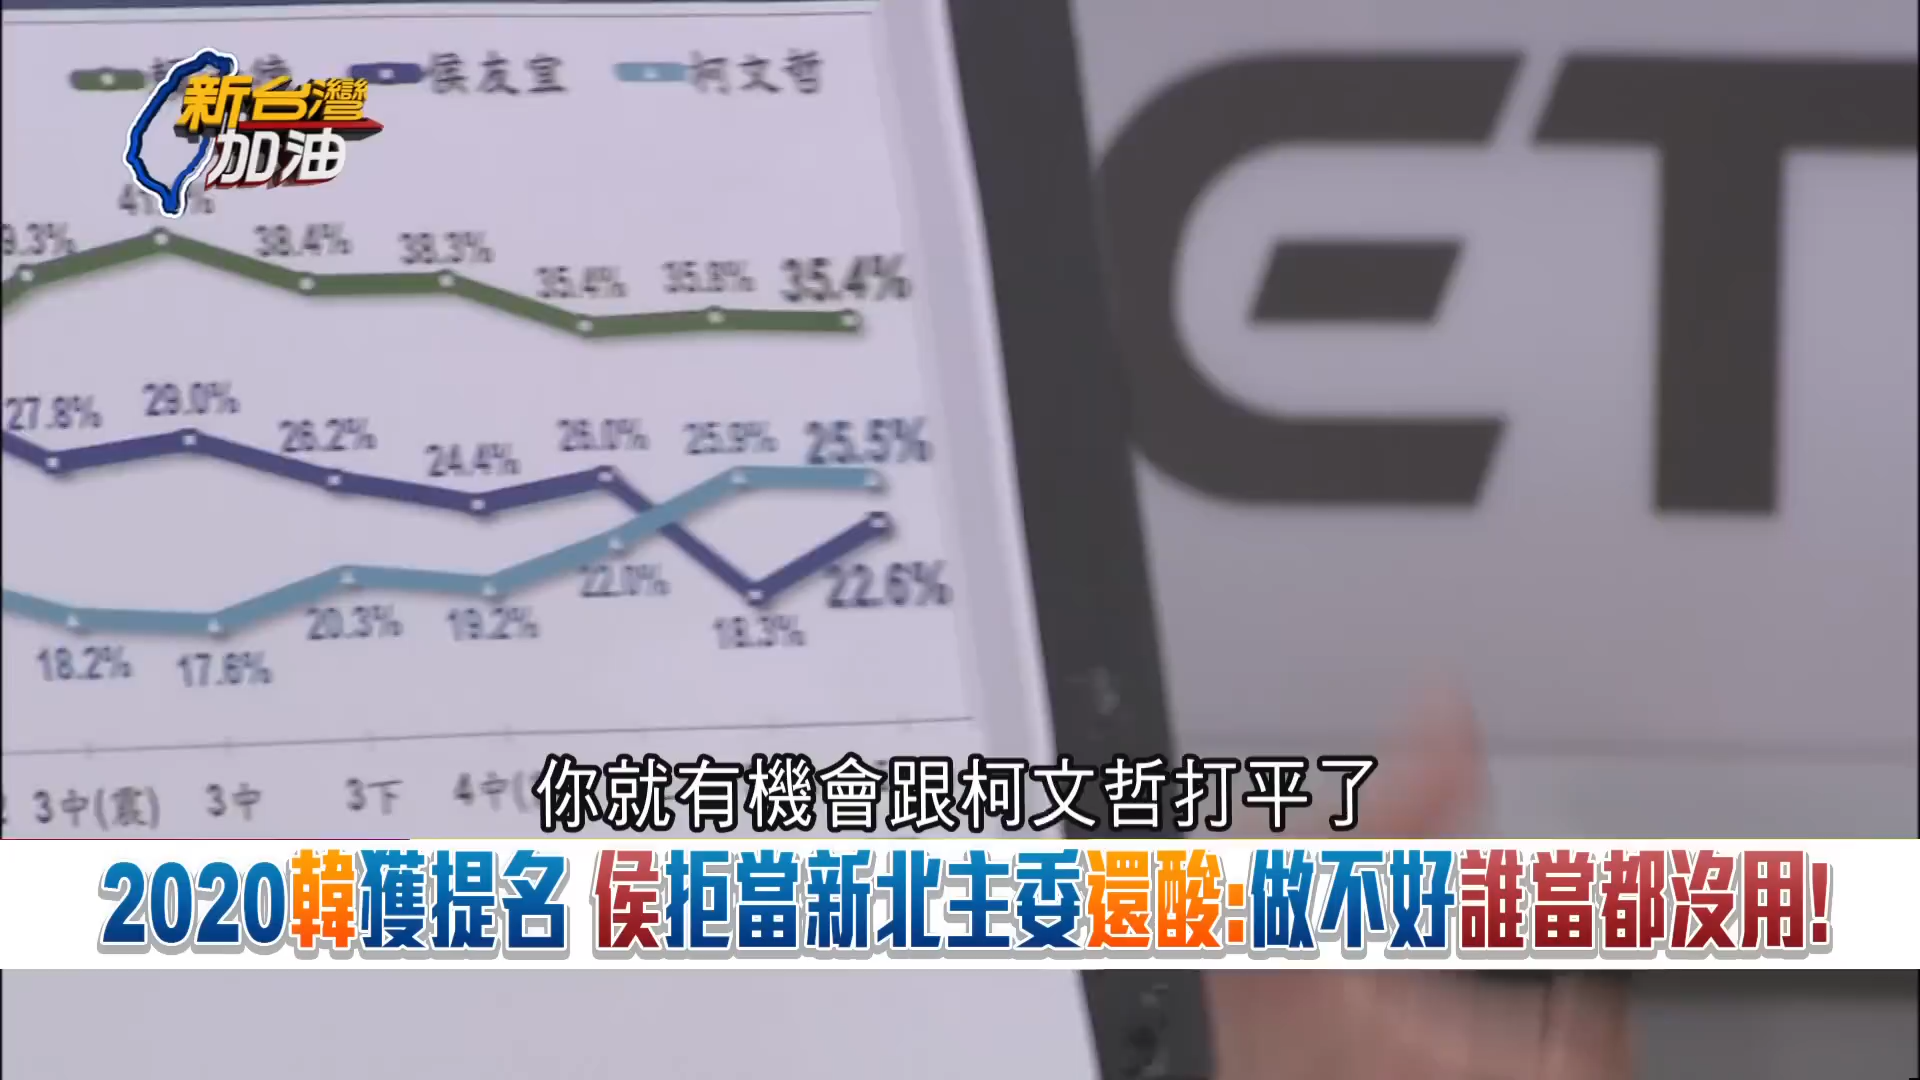 侯友宜 柯文哲
新台灣
加油
38.4% 38.3% 35.4% 35.8% 35.4%
27.8% 29.0% 26.2% 24.4% 26.0% 25.9% 25.5%
18.2% 17.6% 20.3% 19.2% 22.0% 18.3% 22.6%
3中(震) 3中 3下 4中
ET
你就有機會跟柯文哲打平了
2020韓獲提名 侯拒當新北主委還酸:做不好誰當都沒用!